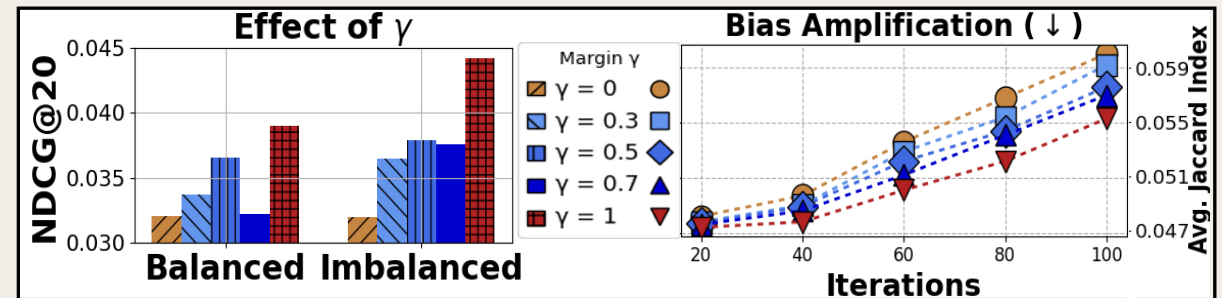 Effect of γ
NDCG@20
0.045
0.040
0.035
0.030
Balanced Imbalanced
Margin γ
γ = 0
γ = 0.3
γ = 0.5
γ = 0.7
γ = 1
Bias Amplification (↓)
0.059
0.055
0.051
0.047
Avg. Jaccard Index
20 40 60 80 100
Iterations